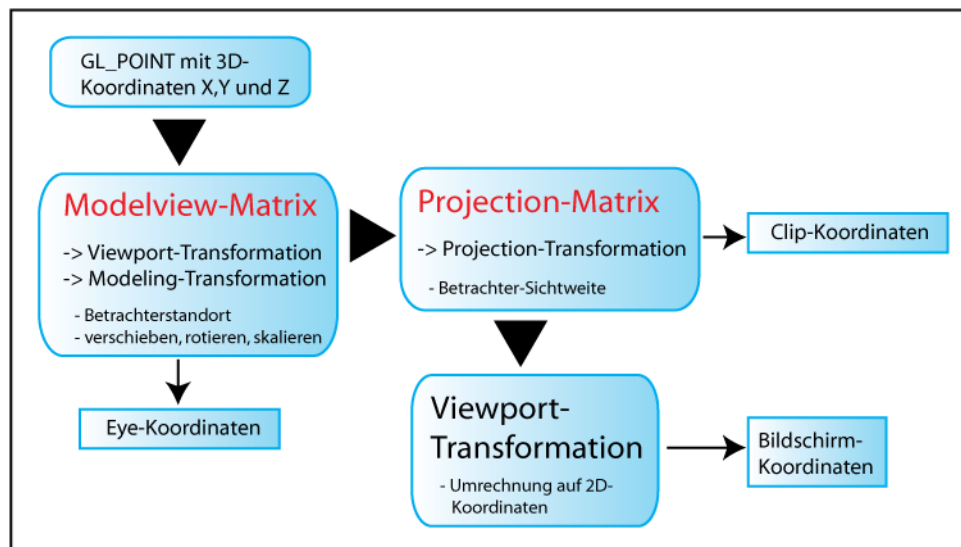 GL_POINT mit 3D-
Koordinaten X,Y und Z
Modelview-Matrix
-> Viewport-Transformation
-> Modeling-Transformation
- Betrachterstandort
- verschieben, rotieren, skalieren
Eye-Koordinaten
Projection-Matrix
-> Projection-Transformation
- Betrachter-Sichtweite
Clip-Koordinaten
Viewport-
Transformation
- Umrechnung auf 2D-
Koordinaten
Bildschirm-
Koordinaten